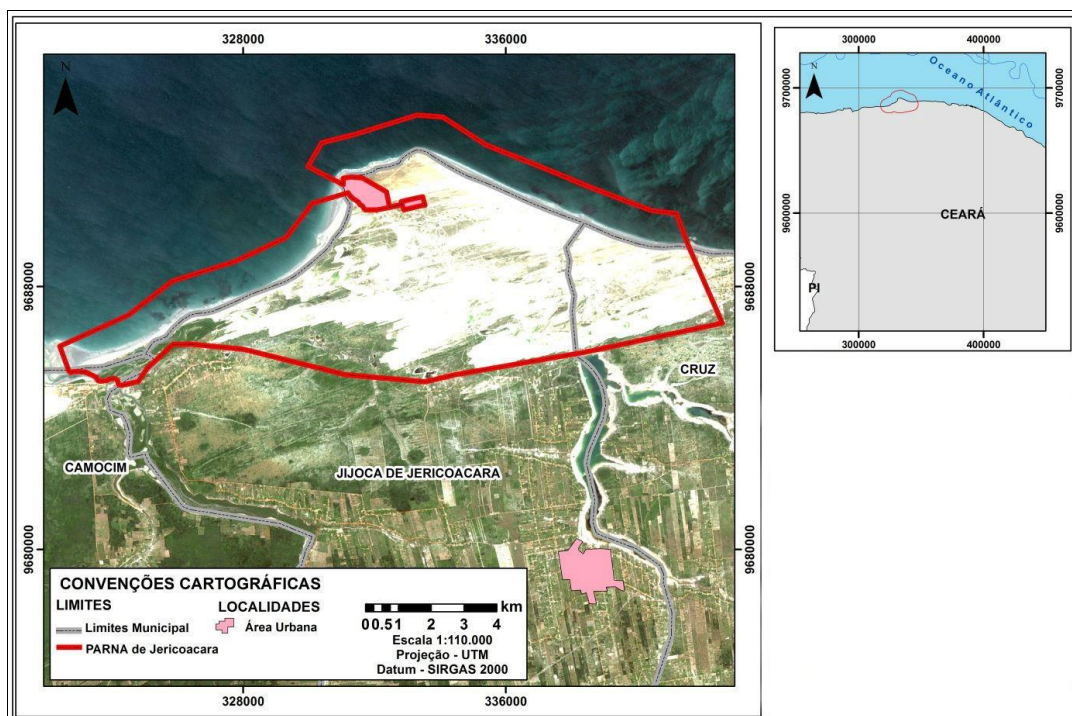 328000
336000
N
9688000
9688000
CRUZ
CAMOCIM
JIJOCA DE JERICOACARA
9680000
9680000
CONVENÇÕES CARTOGRÁFICAS
LIMITES
LOCALIDADES
Limites Municipal
Área Urbana
PARNA de Jericoacara
km
0 0.5 1 2 3 4
Escala 1:110.000
Projeção - UTM
Datum - SIRGAS 2000
328000
336000
300000
400000
N
Oceano Atlântico
9700000
9700000
9600000
9600000
CEARÁ
PI
300000
400000